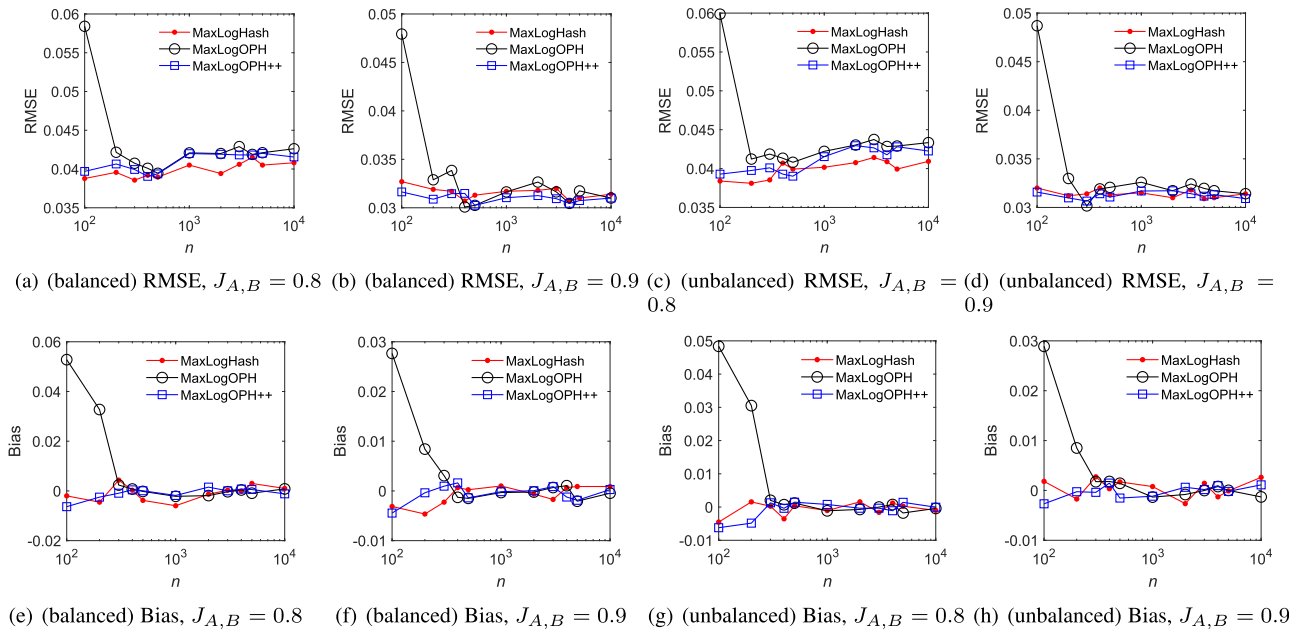 0.06
0.055
0.05
0.045
0.04
0.035
RMSE
MaxLogHash
MaxLogOPH
MaxLogOPH++
10^2 10^3 10^4
n
0.05
0.045
0.04
0.035
0.03
RMSE
MaxLogHash
MaxLogOPH
MaxLogOPH++
10^2 10^3 10^4
n
0.06
0.055
0.05
0.045
0.04
0.035
RMSE
MaxLogHash
MaxLogOPH
MaxLogOPH++
10^2 10^3 10^4
n
0.05
0.045
0.04
0.035
0.03
RMSE
MaxLogHash
MaxLogOPH
MaxLogOPH++
10^2 10^3 10^4
n
(a) (balanced) RMSE, J_{A,B} = 0.8
(b) (balanced) RMSE, J_{A,B} = 0.9
(c) (unbalanced) RMSE, J_{A,B} =
0.8
(d) (unbalanced) RMSE, J_{A,B} =
0.9
0.06
0.04
0.02
0
-0.02
Bias
MaxLogHash
MaxLogOPH
MaxLogOPH++
10^2 10^3 10^4
n
0.03
0.02
0.01
0
-0.01
Bias
MaxLogHash
MaxLogOPH
MaxLogOPH++
10^2 10^3 10^4
n
0.05
0.04
0.03
0.02
0.01
0
-0.01
Bias
MaxLogHash
MaxLogOPH
MaxLogOPH++
10^2 10^3 10^4
n
0.03
0.02
0.01
0
-0.01
Bias
MaxLogHash
MaxLogOPH
MaxLogOPH++
10^2 10^3 10^4
n
(e) (balanced) Bias, J_{A,B} = 0.8
(f) (balanced) Bias, J_{A,B} = 0.9
(g) (unbalanced) Bias, J_{A,B} = 0.8
(h) (unbalanced) Bias, J_{A,B} = 0.9